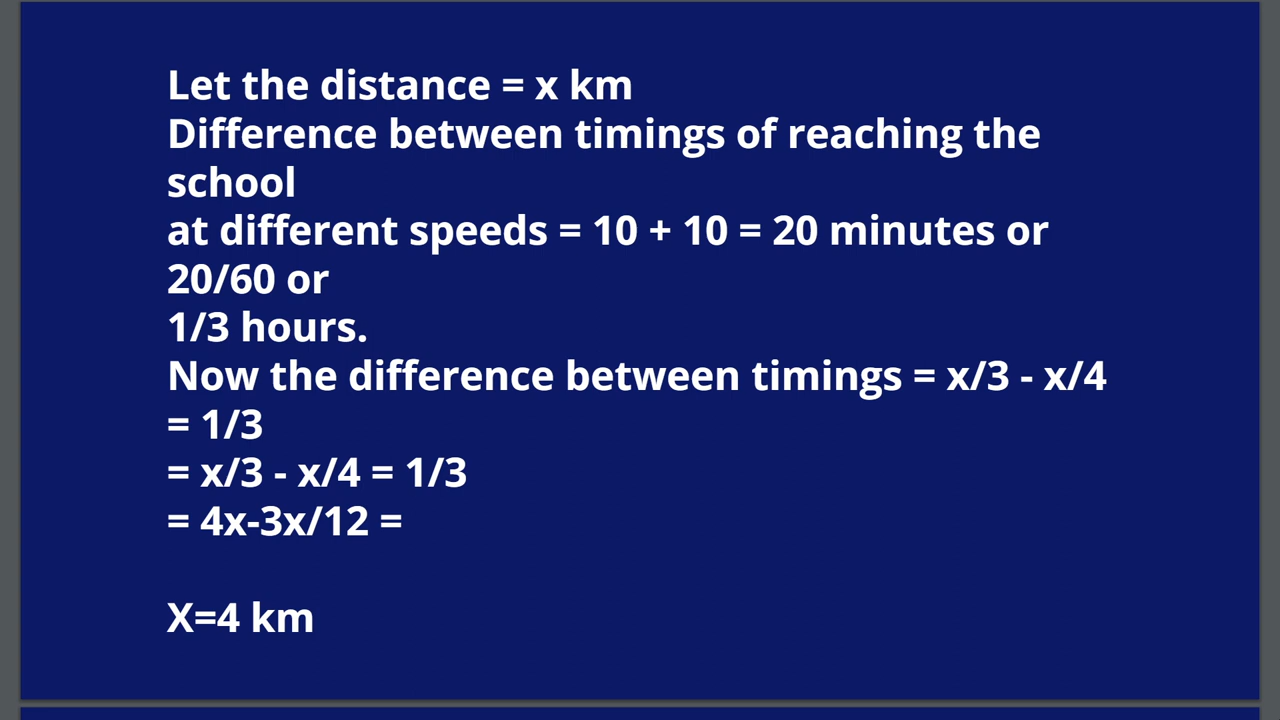 Let the distance = x km
Difference between timings of reaching the
school
at different speeds = 10 + 10 = 20 minutes or
20/60 or
1/3 hours.
Now the difference between timings = x/3 - x/4
= 1/3
= x/3 - x/4 = 1/3
= 4x-3x/12 =
X=4 km